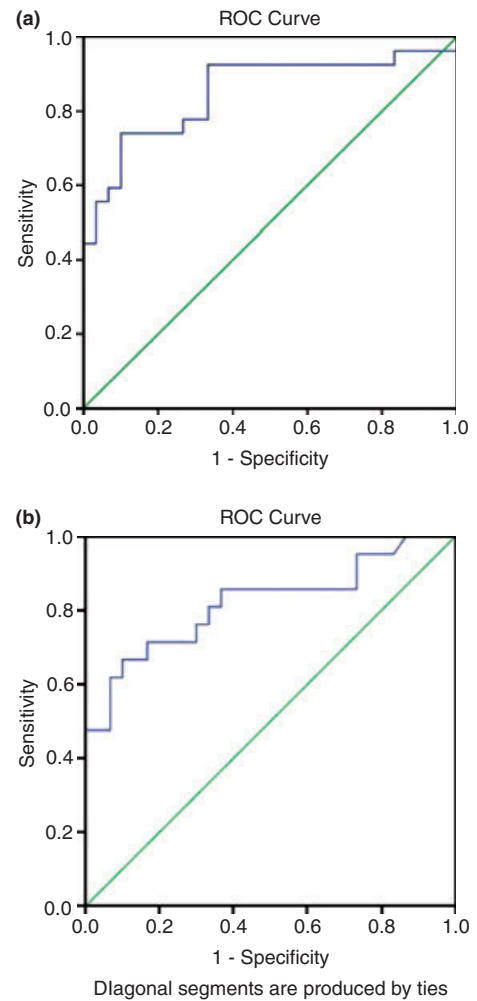 (a) ROC Curve
1.0
0.8
0.6
0.4
0.2
0.0
Sensitivity
0.0 0.2 0.4 0.6 0.8 1.0
1 - Specificity
(b) ROC Curve
1.0
0.8
0.6
0.4
0.2
0.0
Sensitivity
0.0 0.2 0.4 0.6 0.8 1.0
1 - Specificity
DIagonal segments are produced by ties